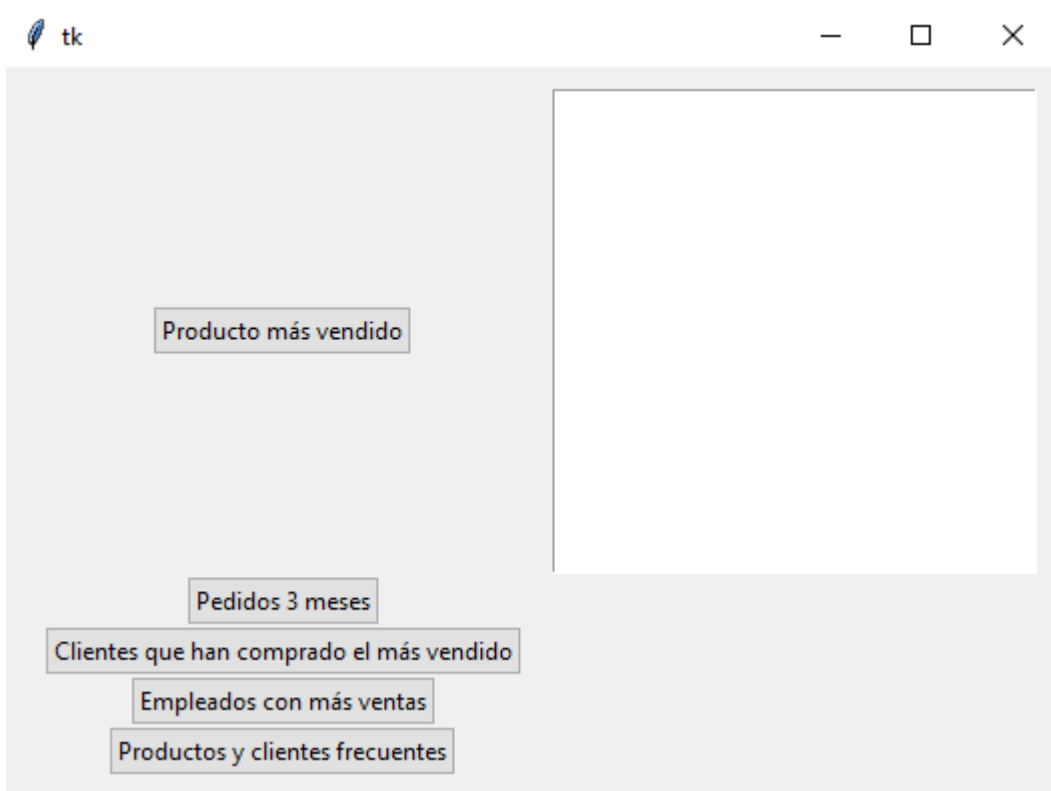 tk
Producto más vendido
Pedidos 3 meses
Clientes que han comprado el más vendido
Empleados con más ventas
Productos y clientes frecuentes